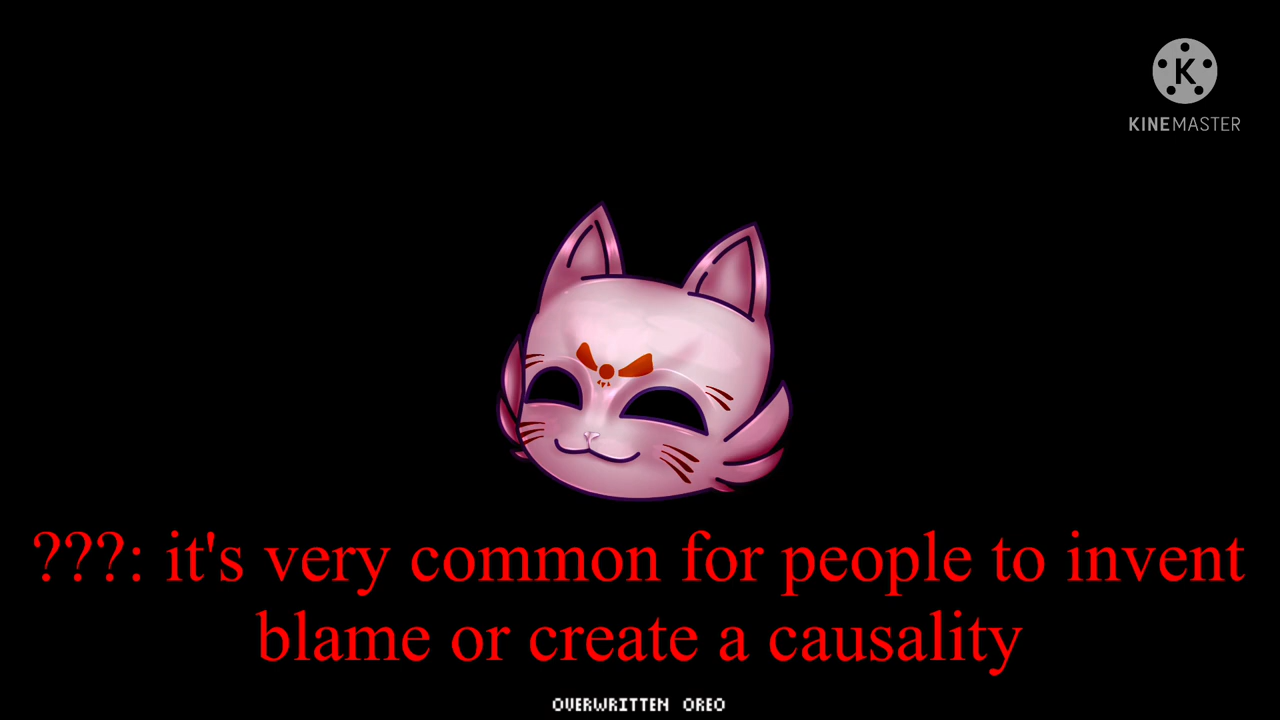 KINEMASTER
???: it's very common for people to invent
blame or create a causality
OVERWRITTEN OREO